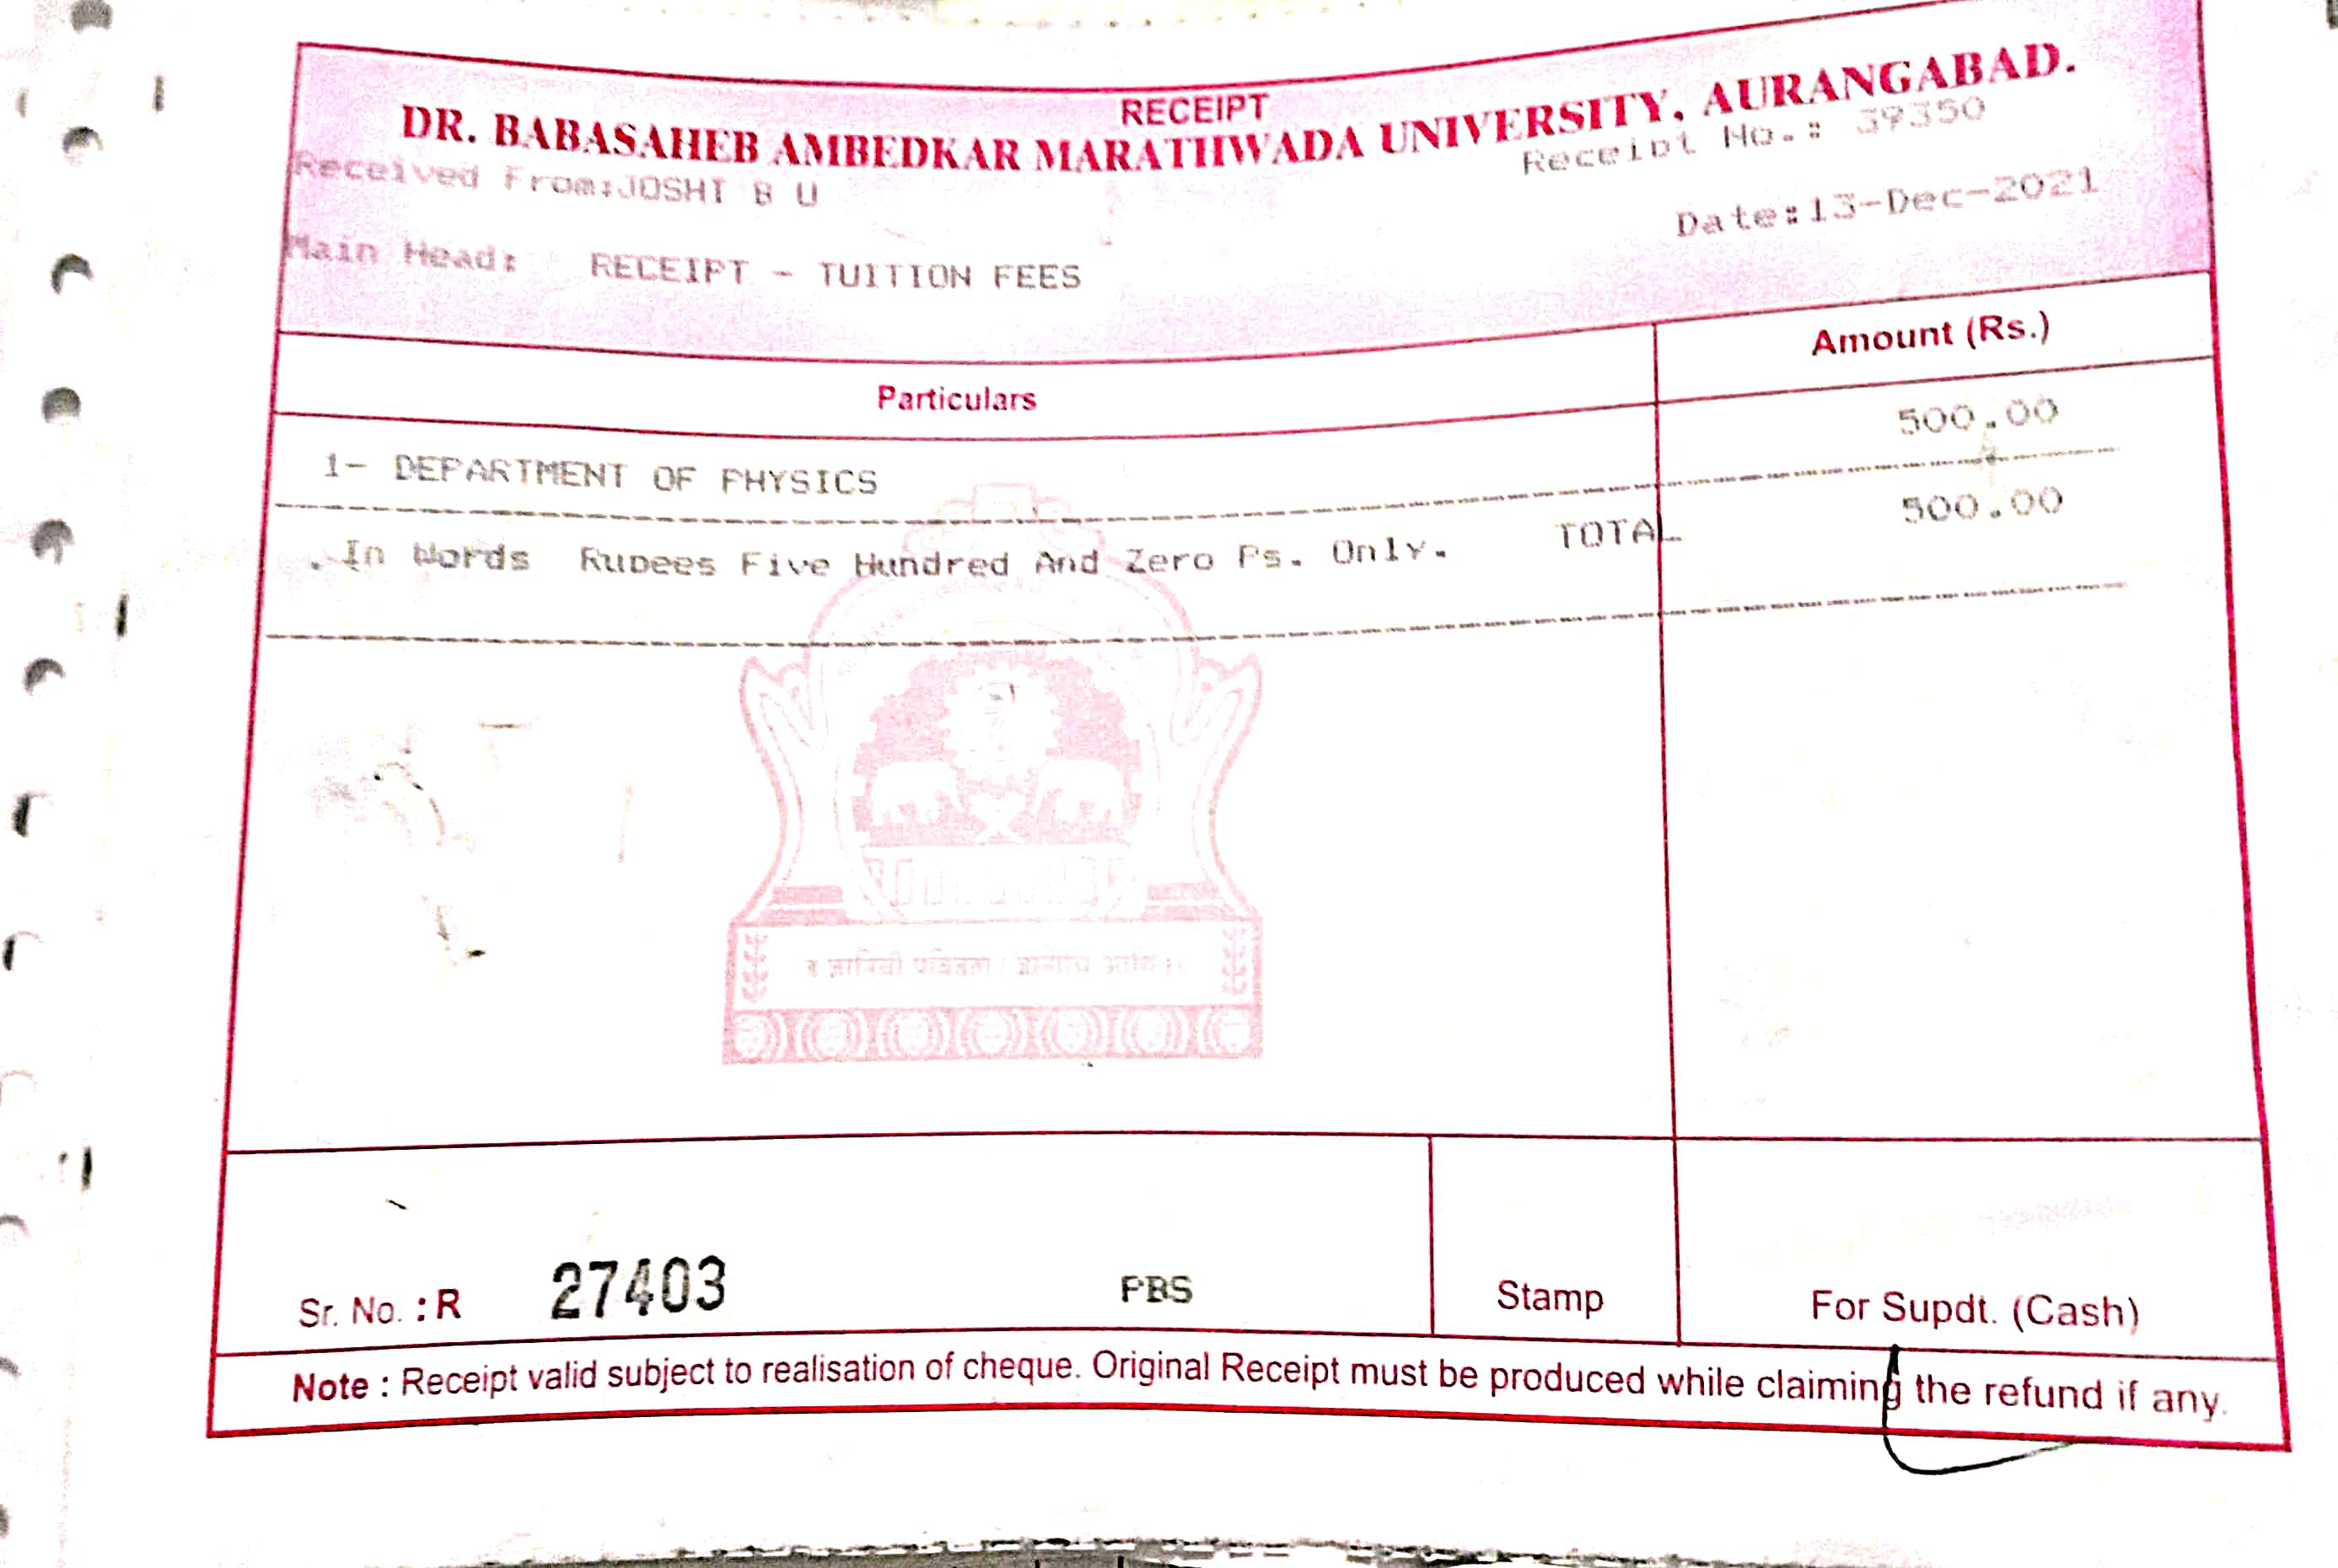 RECEIPT
DR. BABASAHEB AMBEDKAR MARATHWADA UNIVERSITY, AURANGABAD.
Received From:JOSHI B U
Receipt No.: 39350
Date:13-Dec-2021
Main Head: RECEIPT - TUITION FEES
Particulars
Amount (Rs.)
1- DEPARTMENT OF PHYSICS 500.00
In Words Rupees Five Hundred And Zero Ps. Only. TOTAL 500.00
Sr. No. : R 27403
PBS
Stamp
For Supdt. (Cash)
Note : Receipt valid subject to realisation of cheque. Original Receipt must be produced while claiming the refund if any.